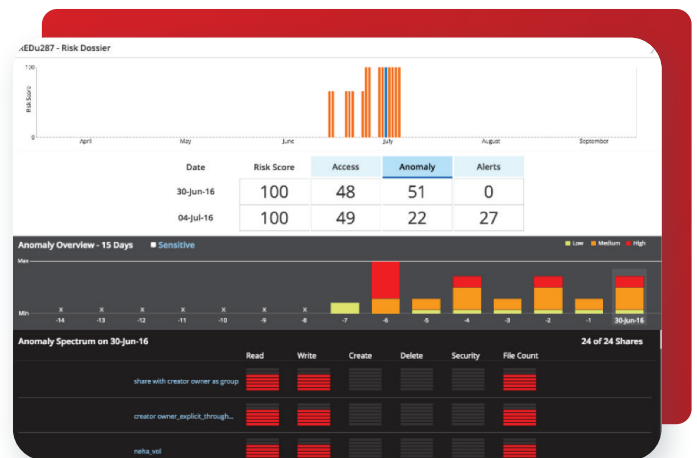 xEDu287 - Risk Dossier
100
Risk Score
0
April May June July August September
Date Risk Score Access Anomaly Alerts
30-Jun-16 100 48 51 0
04-Jul-16 100 49 22 27
Anomaly Overview - 15 Days Sensitive Low Medium High
Max
Min
x x x x x x x
-14 -13 -12 -11 -10 -9 -8 -7 -6 -5 -4 -3 -2 -1 30-Jun-16
Anomaly Spectrum on 30-Jun-16 24 of 24 Shares
Read Write Create Delete Security File Count
share with creator owner as group
creator owner_explicit_through...
neha_vol